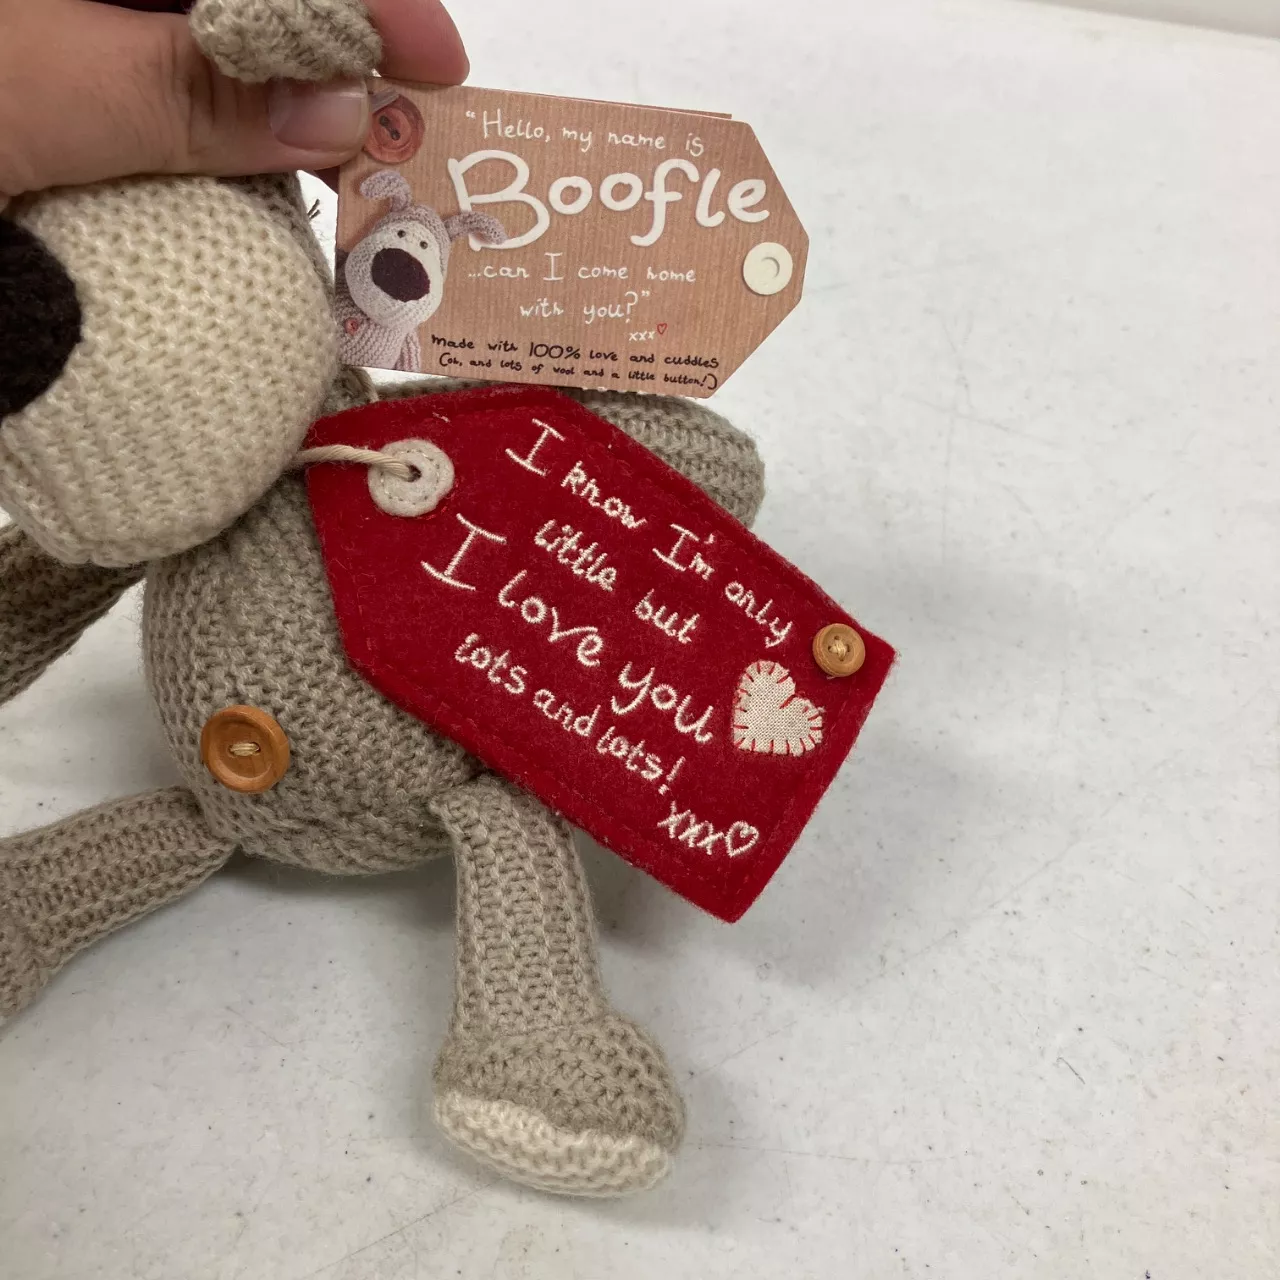 "Hello, my name is
Boofle
...can I come home
with you?"
xxx
made with 100% love and cuddles
(oh, and lots of wool and a little button!)
I know I'm only
little but
I love you
lots and lots!
xxx